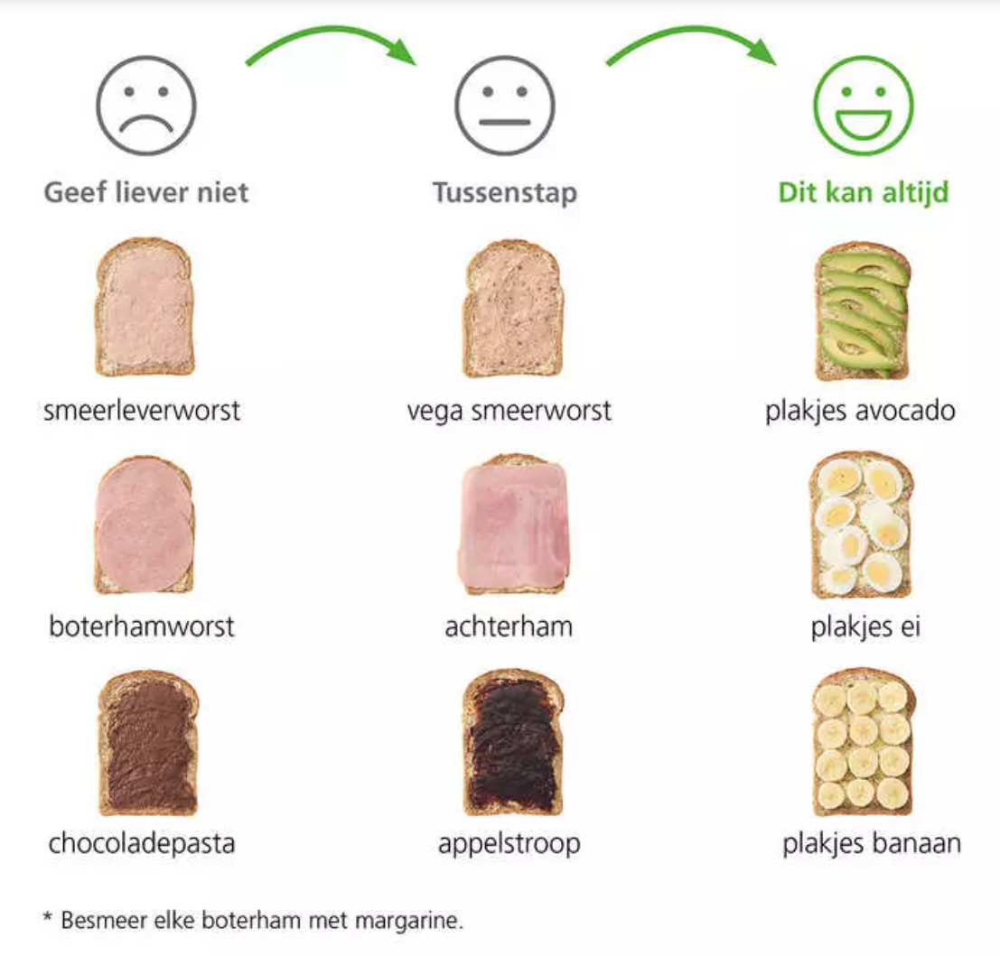 Geef liever niet
Tussenstap
Dit kan altijd
smeerleverworst
vega smeerworst
plakjes avocado
boterhamworst
achterham
plakjes ei
chocoladepasta
appelstroop
plakjes banaan
* Besmeer elke boterham met margarine.